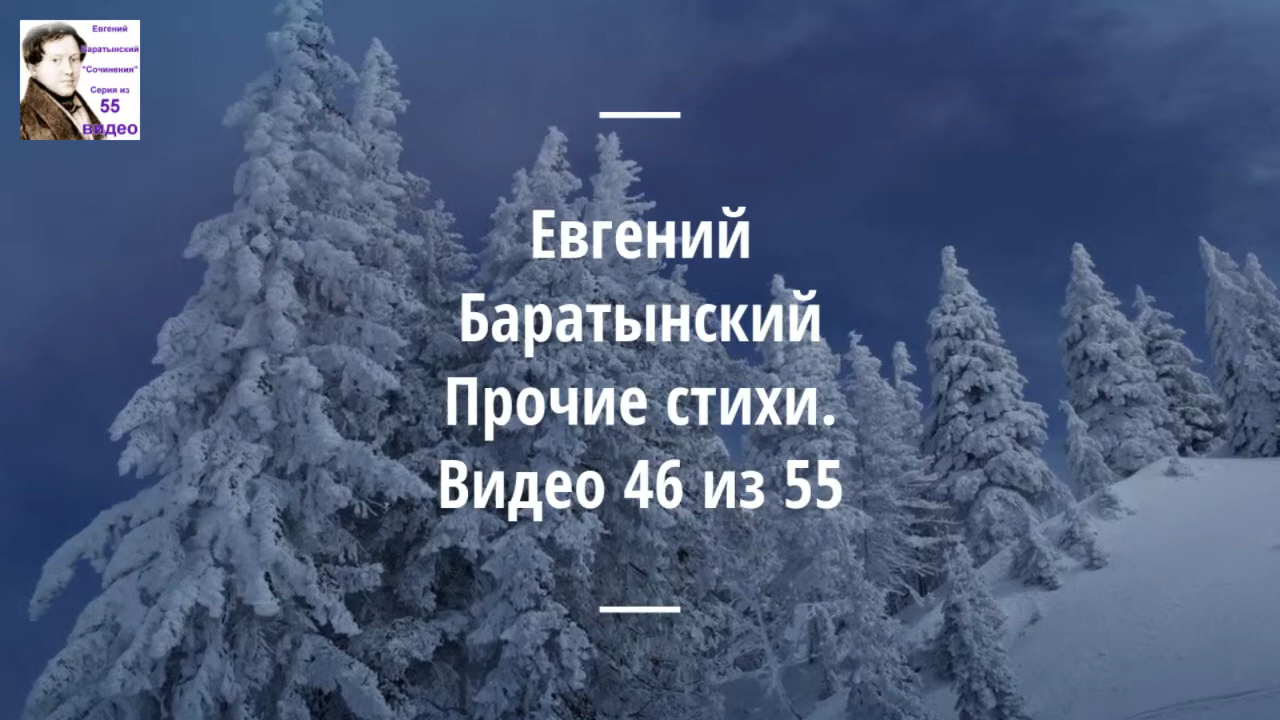 Евгений
Баратынский
"Сочинения"
Серия из
55
видео
Евгений
Баратынский
Прочие стихи.
Видео 46 из 55